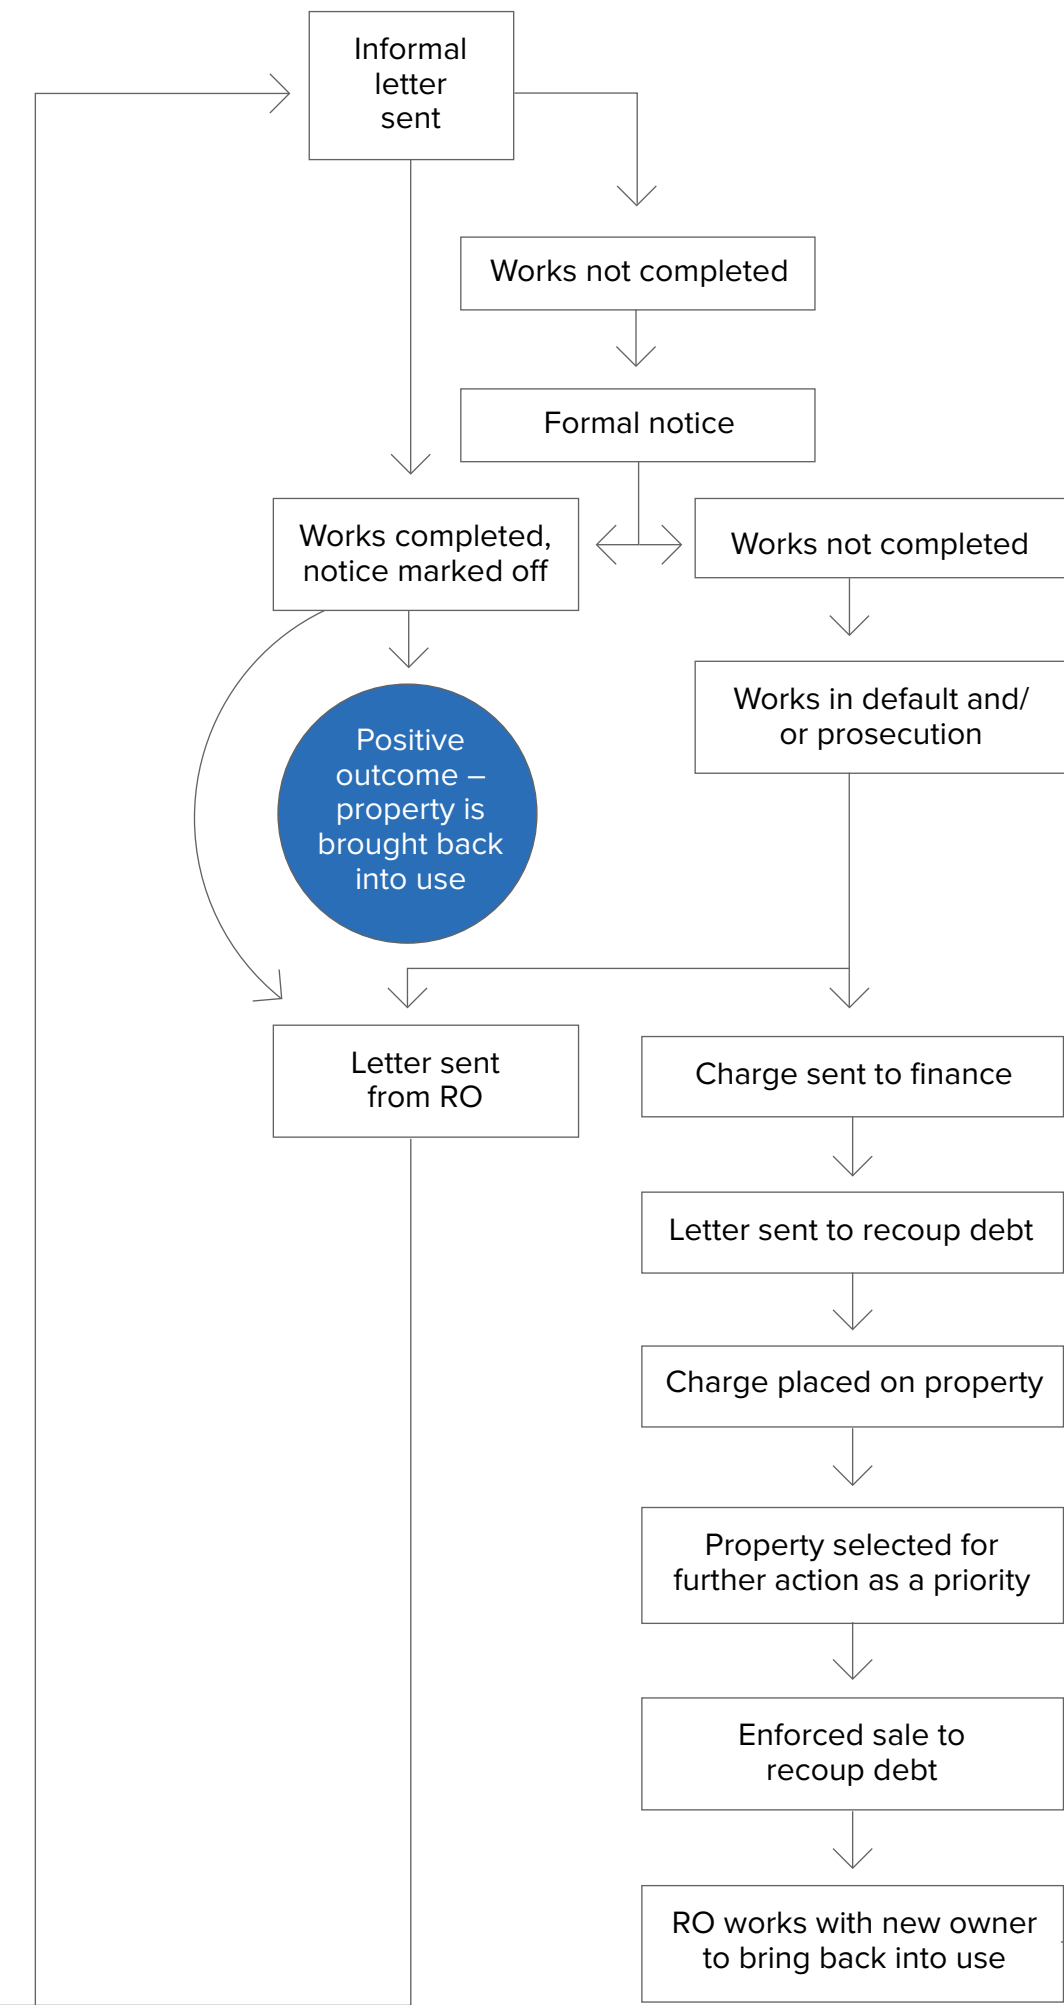 Informal
letter
sent
Works not completed
Formal notice
Works completed,
notice marked off
Works not completed
Positive
outcome –
property is
brought back
into use
Works in default and/
or prosecution
Letter sent
from RO
Charge sent to finance
Letter sent to recoup debt
Charge placed on property
Property selected for
further action as a priority
Enforced sale to
recoup debt
RO works with new owner
to bring back into use